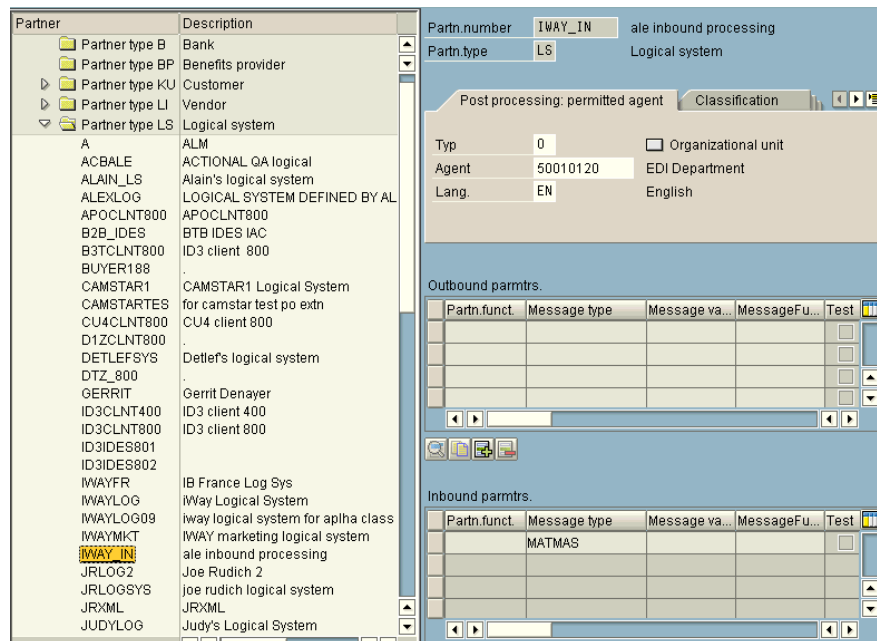 Partner Description
Partner type B Bank
Partner type BP Benefits provider
Partner type KU Customer
Partner type LI Vendor
Partner type LS Logical system
A ALM
ACBALE ACTIONAL QA logical
ALAIN_LS Alain's logical system
ALEXLOG LOGICAL SYSTEM DEFINED BY AL
APOCLNT800 APOCLNT800
B2B_IDES BTB IDES IAC
B3TCLNT800 ID3 client 800
BUYER188 .
CAMSTAR1 CAMSTAR1 Logical System
CAMSTARTES for camstar test po extn
CU4CLNT800 CU4 client 800
D1ZCLNT800 .
DETLEFSYS Detlef's logical system
DTZ_800 .
GERRIT Gerrit Denayer
ID3CLNT400 ID3 client 400
ID3CLNT800 ID3 client 800
ID3IDES801
ID3IDES802
IWAYFR IB France Log Sys
IWAYLOG iWay Logical System
IWAYLOG09 iway logical system for aplha class
IWAYMKT IWAY marketing logical system
IWAY_IN ale inbound processing
JRLOG2 Joe Rudich 2
JRLOGSYS joe rudich logical system
JRXML JRXML
JUDYLOG Judy's Logical System
Partn.number IWAY_IN ale inbound processing
Partn.type LS Logical system
Post processing: permitted agent Classification
Typ O Organizational unit
Agent 50010120 EDI Department
Lang. EN English
Outbound parmtrs.
Partn.funct. Message type Message va... MessageFu... Test
Inbound parmtrs.
Partn.funct. Message type Message va... MessageFu... Test
MATMAS